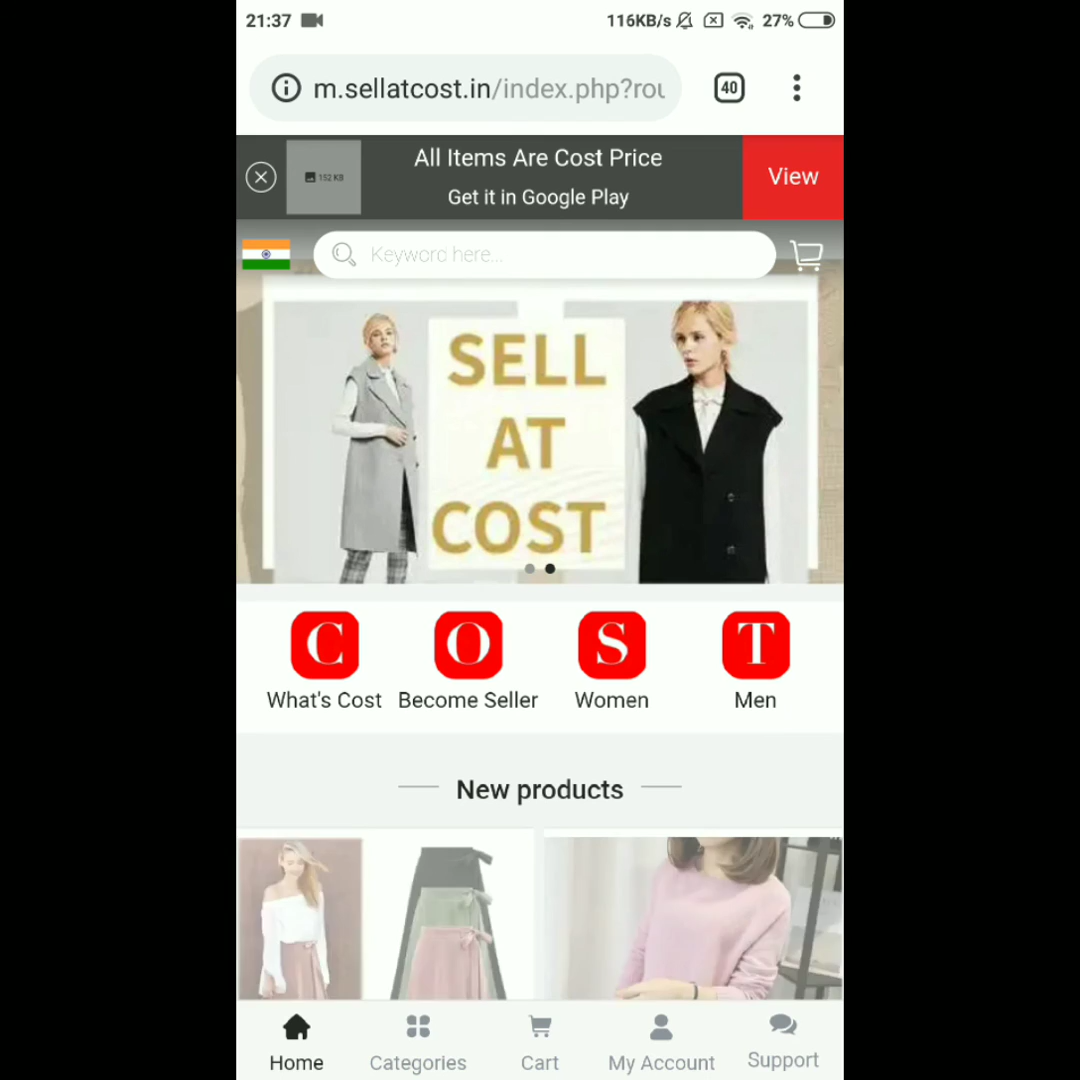 21:37
116KB/s
27%
m.sellatcost.in/index.php?rou
40
All Items Are Cost Price
Get it in Google Play
View
152 KB
Keyword here...
SELL
AT
COST
C O S T
What's Cost
Become Seller
Women
Men
New products
Home
Categories
Cart
My Account
Support